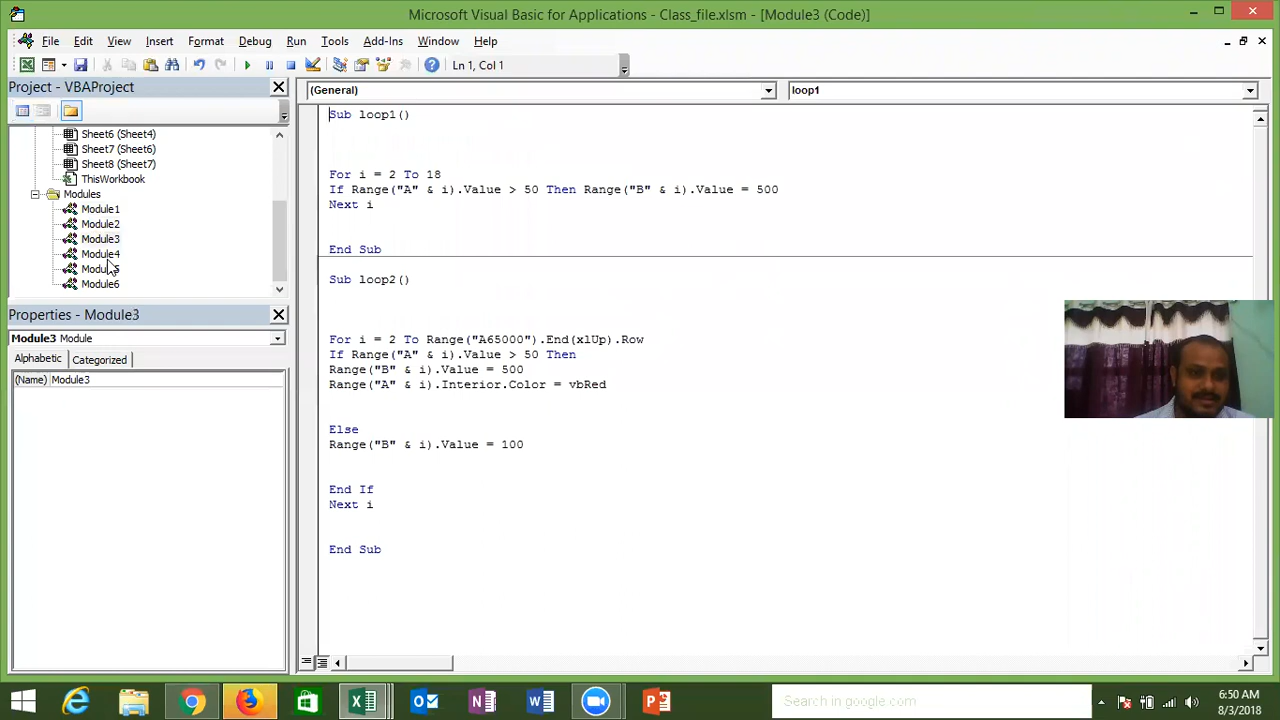 Microsoft Visual Basic for Applications - Class_file.xlsm - [Module3 (Code)]
File Edit View Insert Format Debug Run Tools Add-Ins Window Help
Ln 1, Col 1
Project - VBAProject
(General)
loop1
Sheet6 (Sheet4)
Sheet7 (Sheet6)
Sheet8 (Sheet7)
ThisWorkbook
Modules
Module1
Module2
Module3
Module4
Module5
Module6
Properties - Module3
Module3 Module
Alphabetic Categorized
(Name) Module3
Sub loop1()
For i = 2 To 18
If Range("A" & i).Value > 50 Then Range("B" & i).Value = 500
Next i
End Sub
Sub loop2()
For i = 2 To Range("A65000").End(xlUp).Row
If Range("A" & i).Value > 50 Then
Range("B" & i).Value = 500
Range("A" & i).Interior.Color = vbRed
Else
Range("B" & i).Value = 100
End If
Next i
End Sub
Search in google.com
6:50 AM
8/3/2018